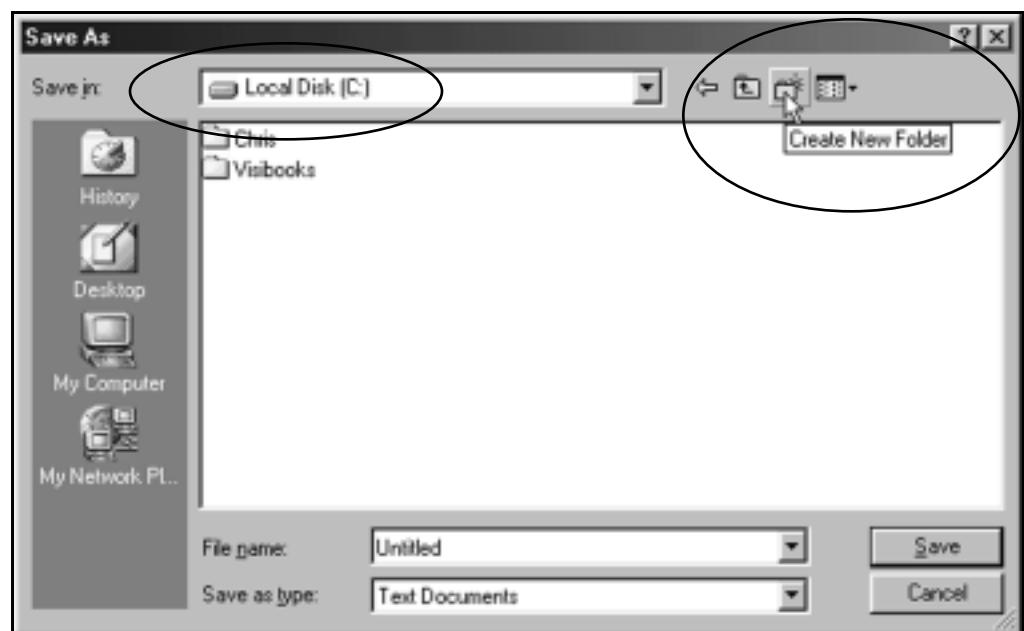 Save As
Save in:
Local Disk (C:)
Create New Folder
Chris
Visibooks
History
Desktop
My Computer
My Network Pl...
File name:
Untitled
Save
Save as type:
Text Documents
Cancel